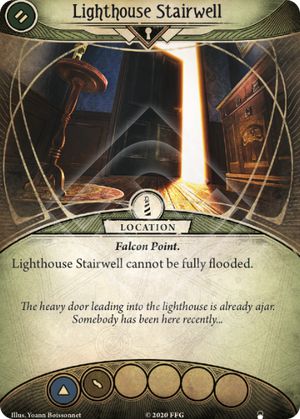 Lighthouse Stairwell
LOCATION
Falcon Point.
Lighthouse Stairwell cannot be fully flooded.
The heavy door leading into the lighthouse is already ajar.
Somebody has been here recently...
Illus. Yoann Boissonnet
© 2020 FFG